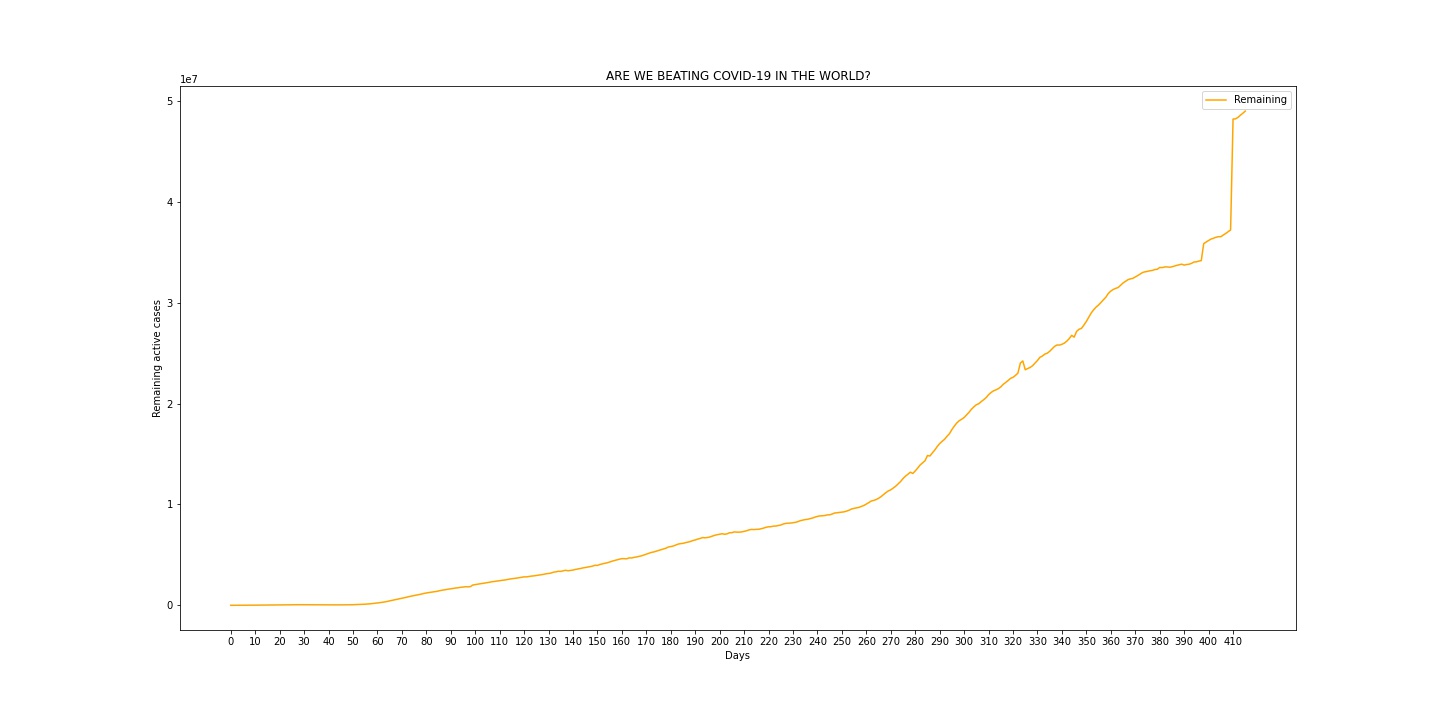 ARE WE BEATING COVID-19 IN THE WORLD?
1e7
Remaining
5
4
3
2
1
0
Remaining active cases
0 10 20 30 40 50 60 70 80 90 100 110 120 130 140 150 160 170 180 190 200 210 220 230 240 250 260 270 280 290 300 310 320 330 340 350 360 370 380 390 400 410
Days